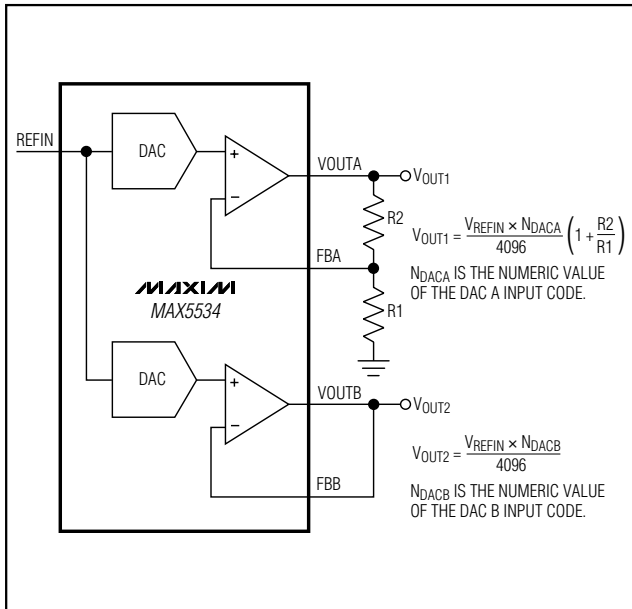 REFIN
DAC
+
−
VOUTA
VOUT1
R2
FBA
R1
VOUT1 = VREFIN × NDACA / 4096 (1 + R2/R1)
NDACA IS THE NUMERIC VALUE
OF THE DAC A INPUT CODE.
MAXIM
MAX5534
DAC
+
−
VOUTB
VOUT2
FBB
VOUT2 = VREFIN × NDACB / 4096
NDACB IS THE NUMERIC VALUE
OF THE DAC B INPUT CODE.